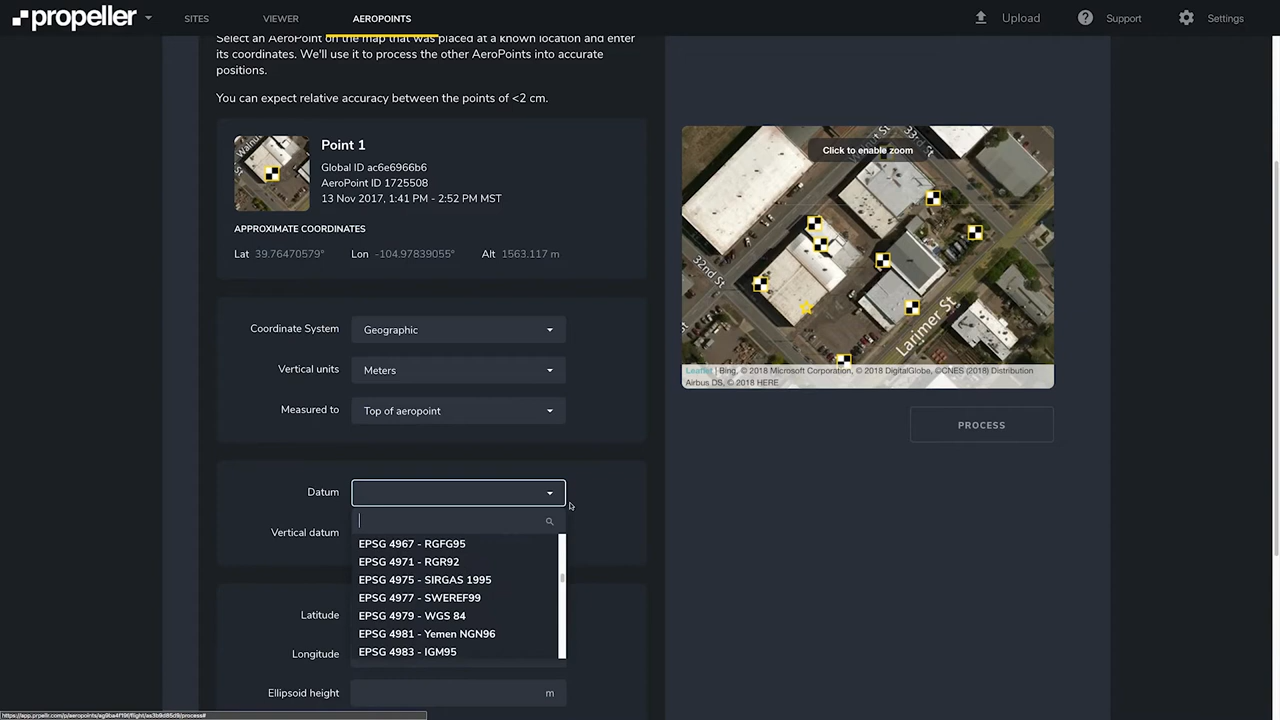 propeller
SITES
VIEWER
AEROPOINTS
Upload
Support
Settings
Select an AeroPoint on the map that was placed at a known location and enter
its coordinates. We'll use it to process the other AeroPoints into accurate
positions.
You can expect relative accuracy between the points of <2 cm.
Point 1
Global ID ac6e6966b6
AeroPoint ID 1725508
13 Nov 2017, 1:41 PM - 2:52 PM MST
APPROXIMATE COORDINATES
Lat 39.76470579° Lon -104.97839055° Alt 1563.117 m
Coordinate System Geographic
Vertical units Meters
Measured to Top of aeropoint
Datum
Vertical datum
EPSG 4967 - RGFG95
EPSG 4971 - RGR92
EPSG 4975 - SIRGAS 1995
EPSG 4977 - SWEREF99
EPSG 4979 - WGS 84
EPSG 4981 - Yemen NGN96
EPSG 4983 - IGM95
Latitude
Longitude
Ellipsoid height m
Click to enable zoom
33rd St
32nd St
Larimer St
Leaflet | Bing, © 2018 Microsoft Corporation, © 2018 DigitalGlobe, ©CNES (2018) Distribution
Airbus DS, © 2018 HERE
PROCESS